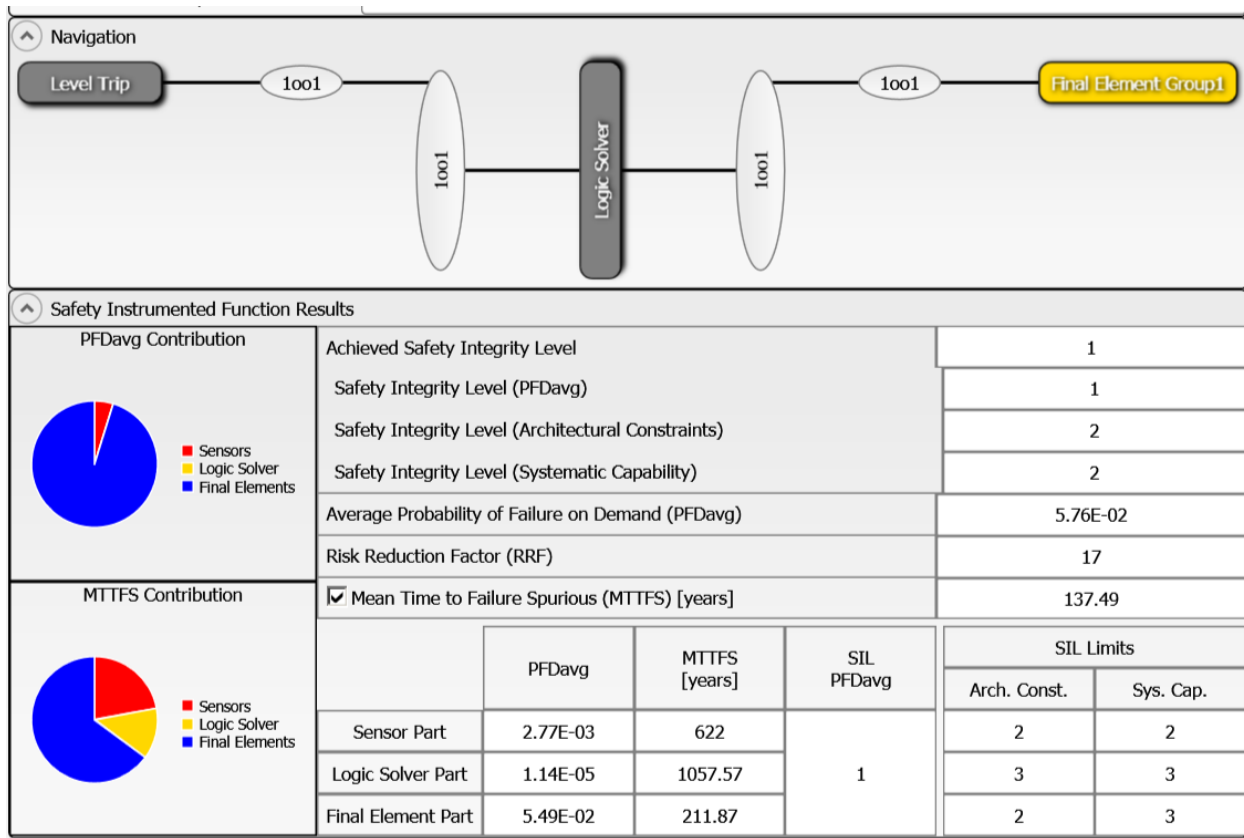 Navigation
Level Trip
1oo1
1oo1
Logic Solver
1oo1
1oo1
Final Element Group1
Safety Instrumented Function Results
PFDavg Contribution
Sensors
Logic Solver
Final Elements
MTTFS Contribution
Sensors
Logic Solver
Final Elements
Achieved Safety Integrity Level 1
Safety Integrity Level (PFDavg) 1
Safety Integrity Level (Architectural Constraints) 2
Safety Integrity Level (Systematic Capability) 2
Average Probability of Failure on Demand (PFDavg) 5.76E-02
Risk Reduction Factor (RRF) 17
Mean Time to Failure Spurious (MTTFS) [years] 137.49
PFDavg MTTFS [years] SIL PFDavg SIL Limits
Arch. Const. Sys. Cap.
Sensor Part 2.77E-03 622 2 2
Logic Solver Part 1.14E-05 1057.57 1 3 3
Final Element Part 5.49E-02 211.87 2 3